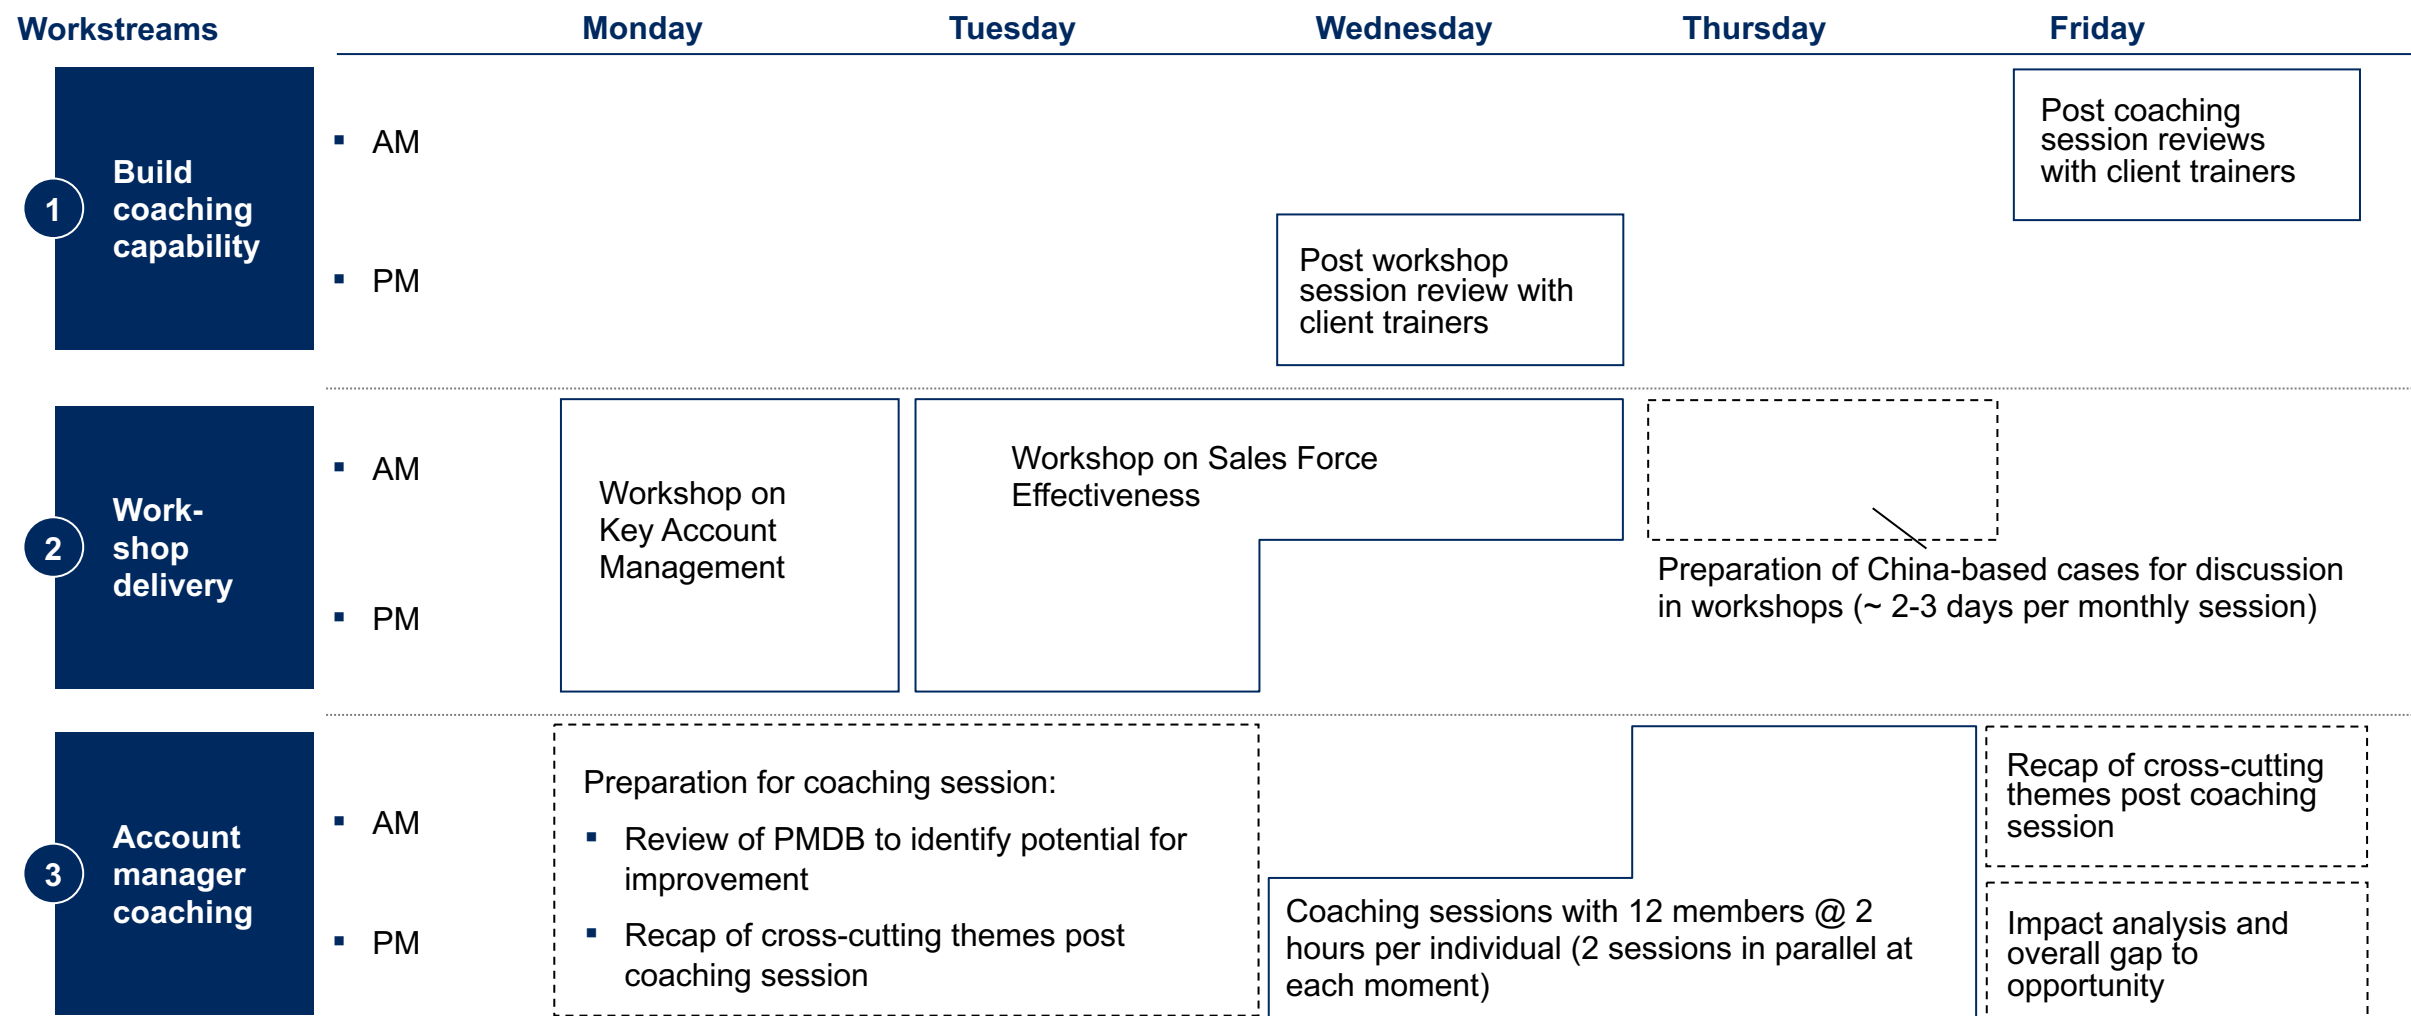 Workstreams
Monday
Tuesday
Wednesday
Thursday
Friday
1
Build
coaching
capability
▪ AM
▪ PM
Post workshop
session review with
client trainers
Post coaching
session reviews
with client trainers
2
Work-
shop
delivery
▪ AM
▪ PM
Workshop on
Key Account
Management
Workshop on Sales Force
Effectiveness
Preparation of China-based cases for discussion
in workshops (~ 2-3 days per monthly session)
3
Account
manager
coaching
▪ AM
▪ PM
Preparation for coaching session:
▪ Review of PMDB to identify potential for
improvement
▪ Recap of cross-cutting themes post
coaching session
Coaching sessions with 12 members @ 2
hours per individual (2 sessions in parallel at
each moment)
Recap of cross-cutting
themes post coaching
session
Impact analysis and
overall gap to
opportunity